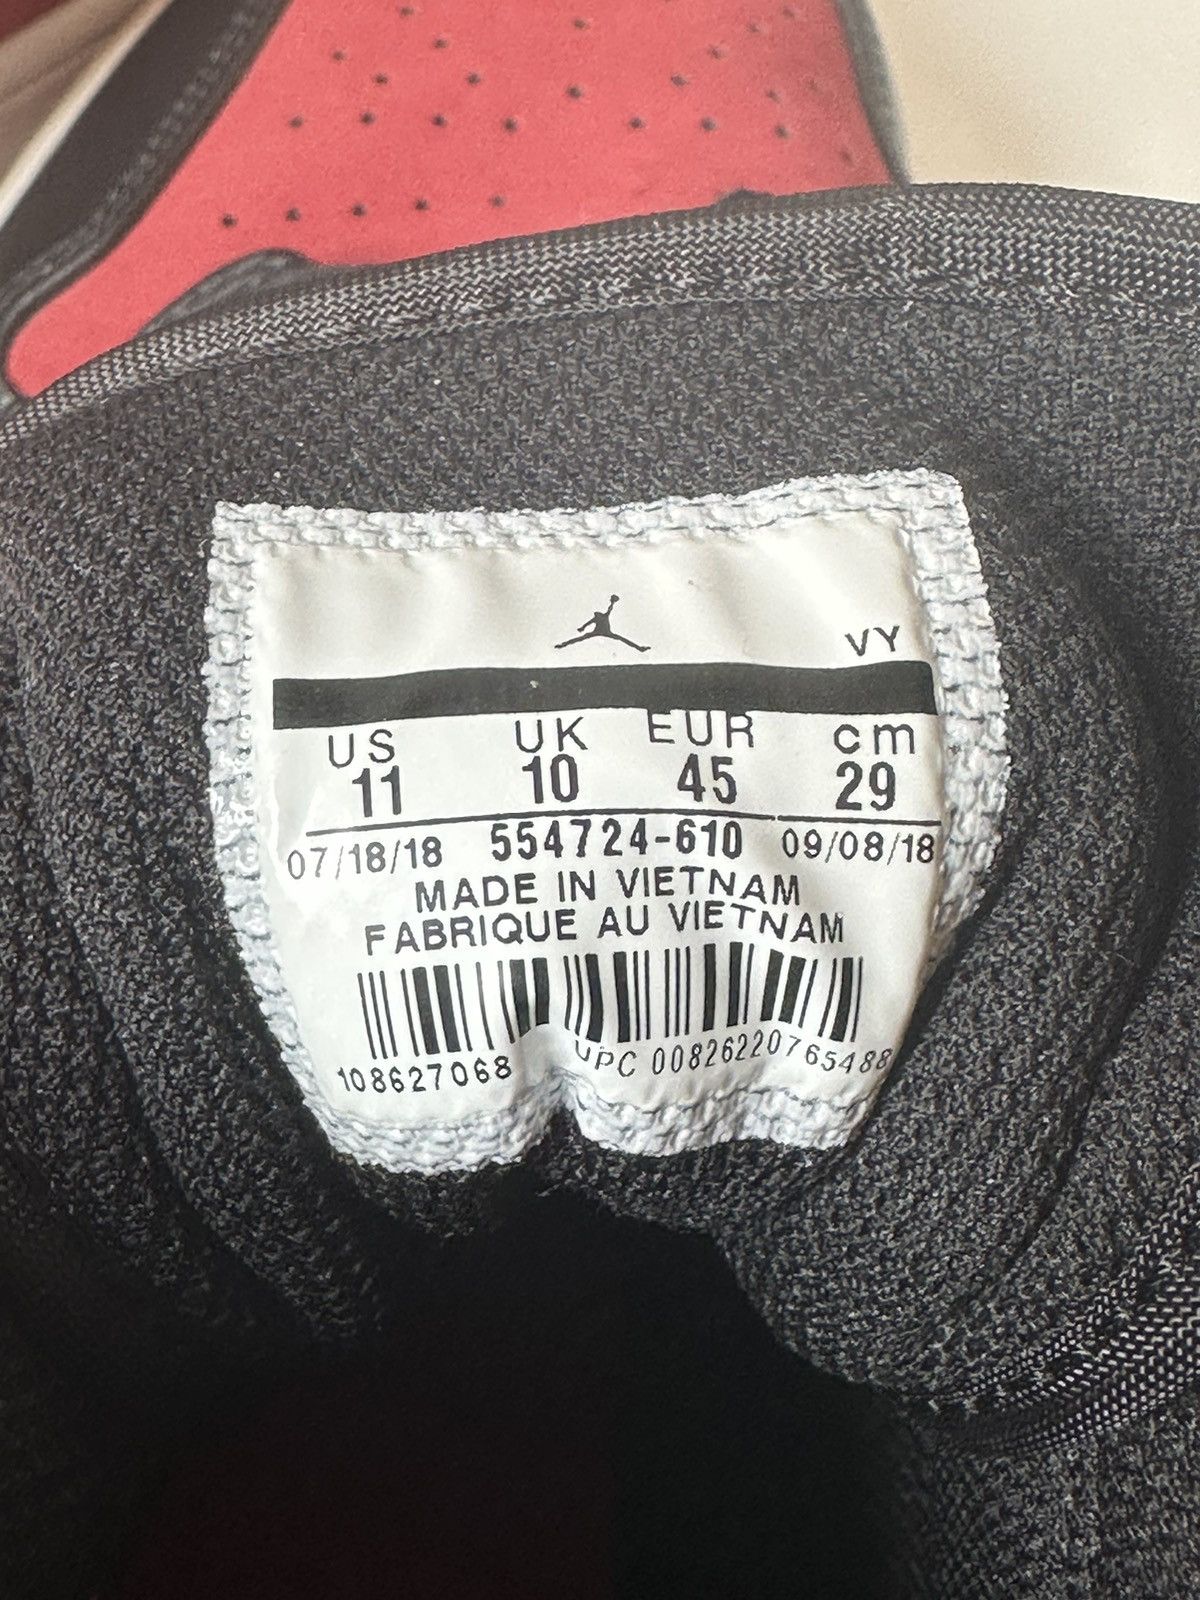 VY
US UK EUR cm
11 10 45 29
07/18/18 554724-610 09/08/18
MADE IN VIETNAM
FABRIQUE AU VIETNAM
108627068 UPC 00826220765488